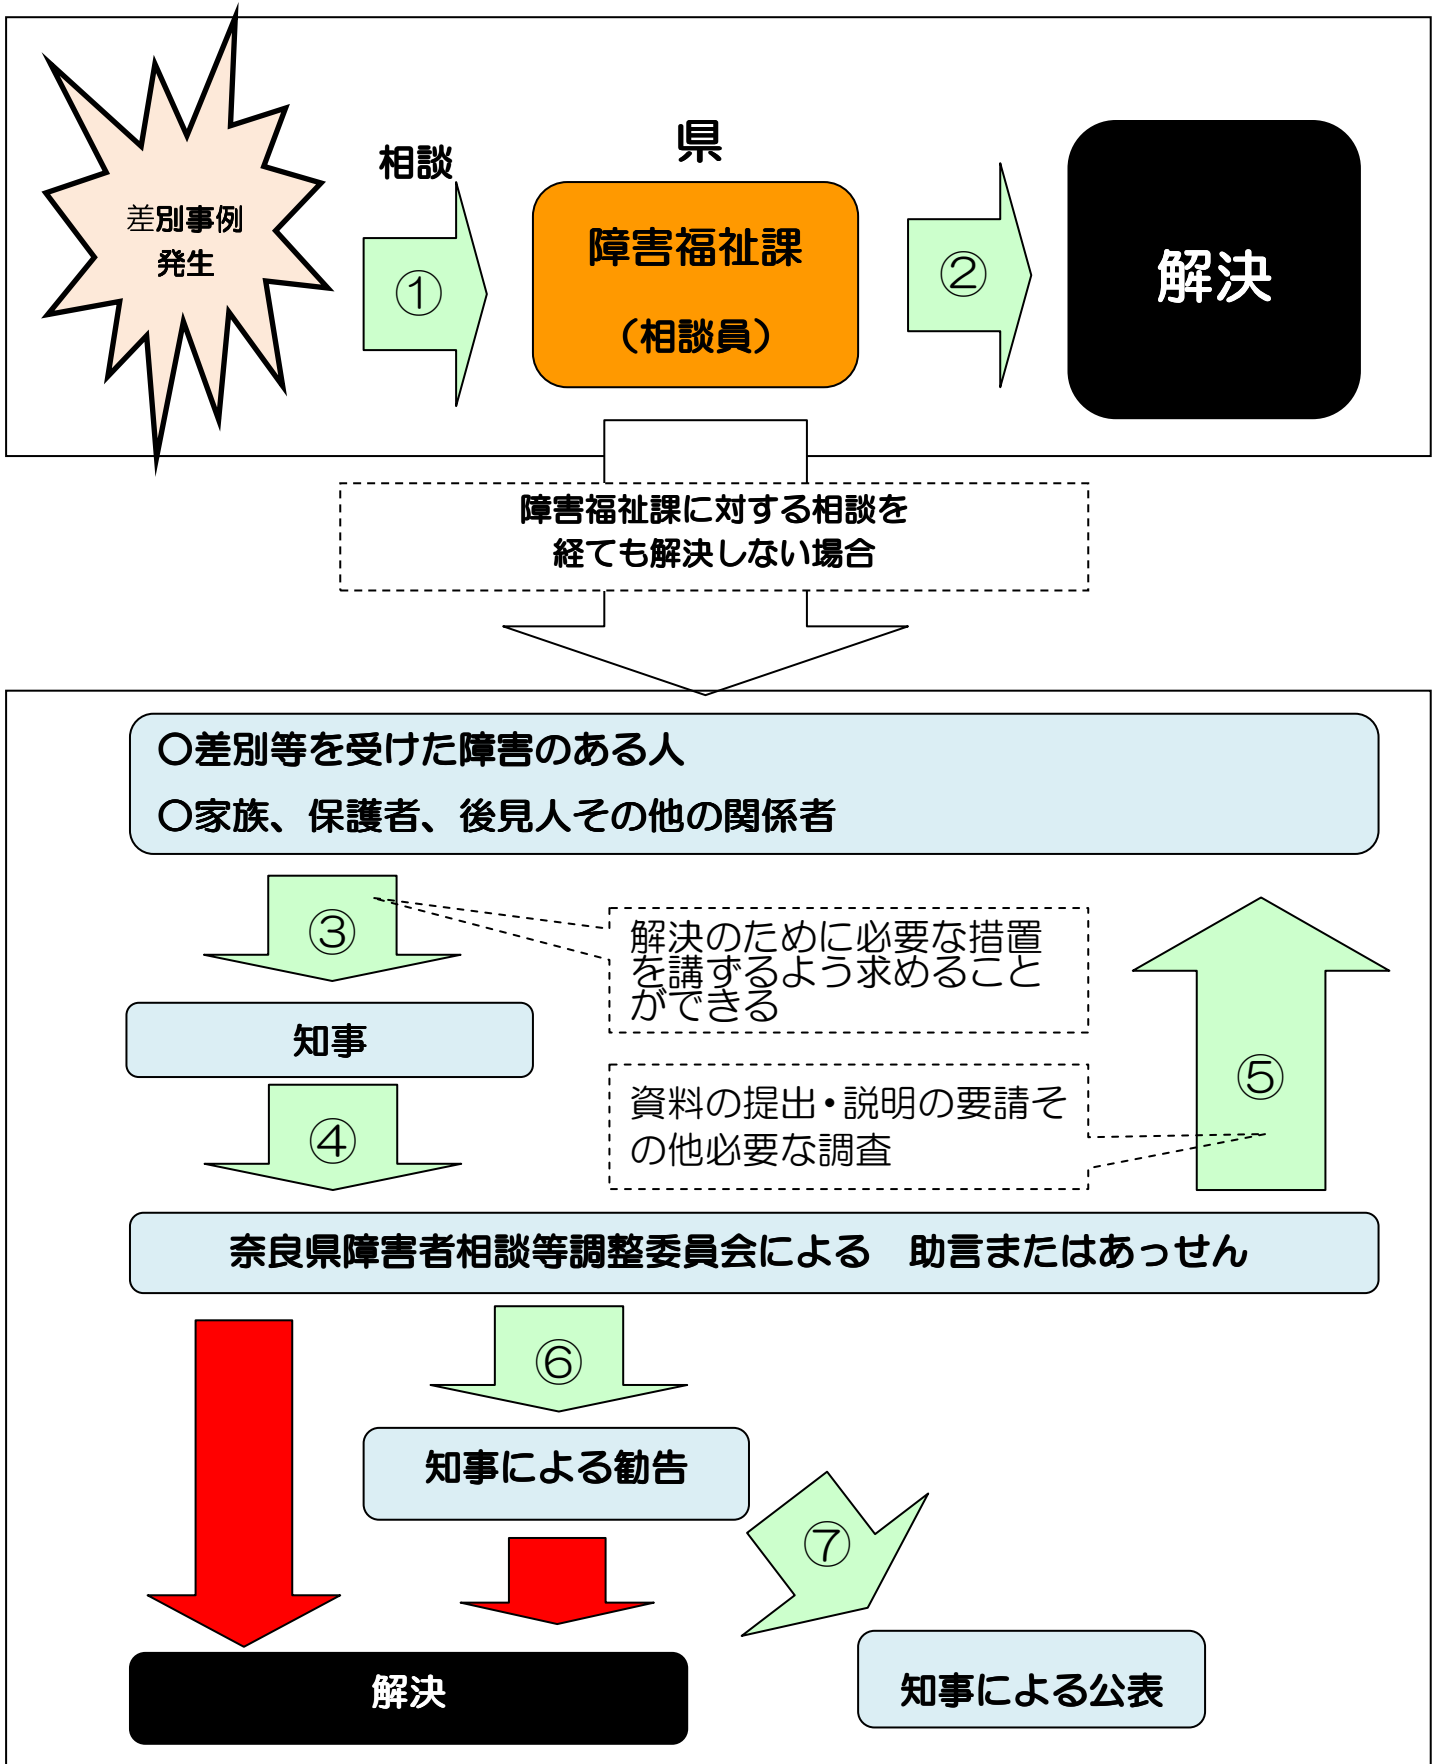 差別事例
発生
相談
①
県
障害福祉課
（相談員）
②
解決
障害福祉課に対する相談を
経ても解決しない場合
〇差別等を受けた障害のある人
〇家族、保護者、後見人その他の関係者
③
解決のために必要な措置
を講ずるよう求めること
ができる
知事
④
資料の提出・説明の要請そ
の他必要な調査
⑤
奈良県障害者相談等調整委員会による　助言またはあっせん
⑥
知事による勧告
⑦
解決
知事による公表